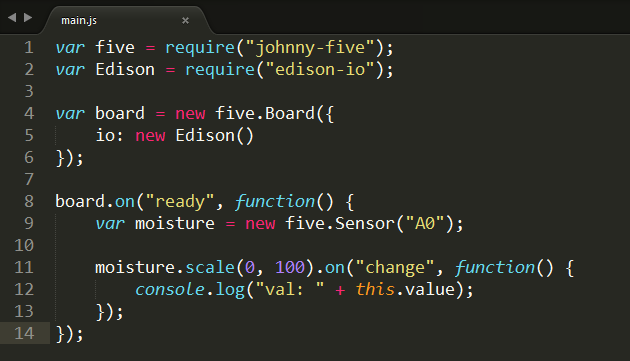 main.js ×
1 var five = require("johnny-five");
2 var Edison = require("edison-io");
3
4 var board = new five.Board({
5     io: new Edison()
6 });
7
8 board.on("ready", function() {
9     var moisture = new five.Sensor("A0");
10
11     moisture.scale(0, 100).on("change", function() {
12         console.log("val: " + this.value);
13     });
14 });